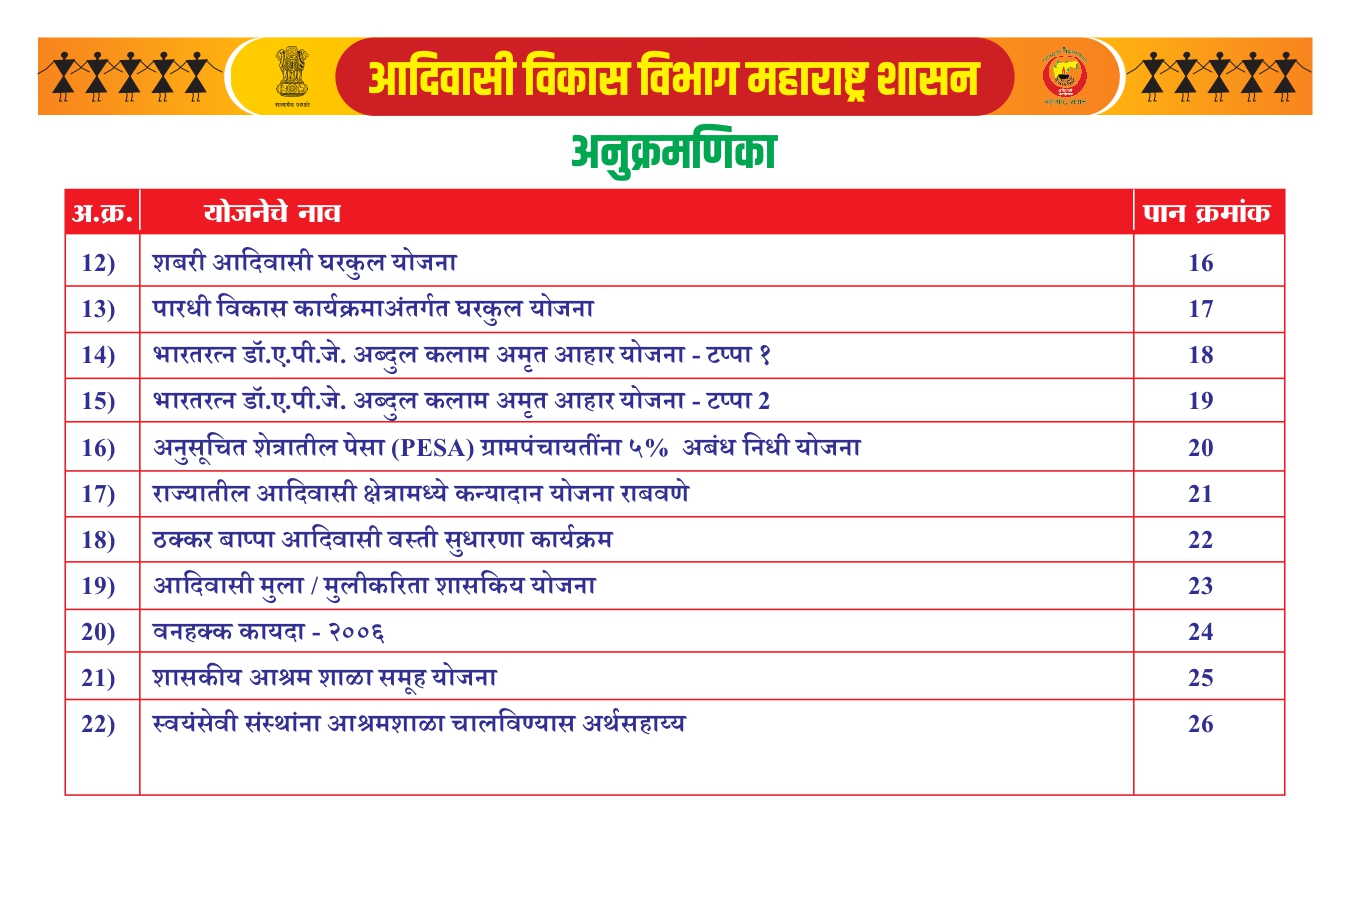 आदिवासी विकास विभाग महाराष्ट्र शासन
सत्यमेव जयते
महाराष्ट्र शासन
अनुक्रमणिका
अ.क्र. योजनेचे नाव पान क्रमांक
12) शबरी आदिवासी घरकुल योजना 16
13) पारधी विकास कार्यक्रमाअंतर्गत घरकुल योजना 17
14) भारतरत्न डॉ.ए.पी.जे. अब्दुल कलाम अमृत आहार योजना - टप्पा १ 18
15) भारतरत्न डॉ.ए.पी.जे. अब्दुल कलाम अमृत आहार योजना - टप्पा 2 19
16) अनुसूचित शेत्रातील पेसा (PESA) ग्रामपंचायतींना ५% अबंध निधी योजना 20
17) राज्यातील आदिवासी क्षेत्रामध्ये कन्यादान योजना राबवणे 21
18) ठक्कर बाप्पा आदिवासी वस्ती सुधारणा कार्यक्रम 22
19) आदिवासी मुला / मुलीकरिता शासकिय योजना 23
20) वनहक्क कायदा - २००६ 24
21) शासकीय आश्रम शाळा समूह योजना 25
22) स्वयंसेवी संस्थांना आश्रमशाळा चालविण्यास अर्थसहाय्य 26